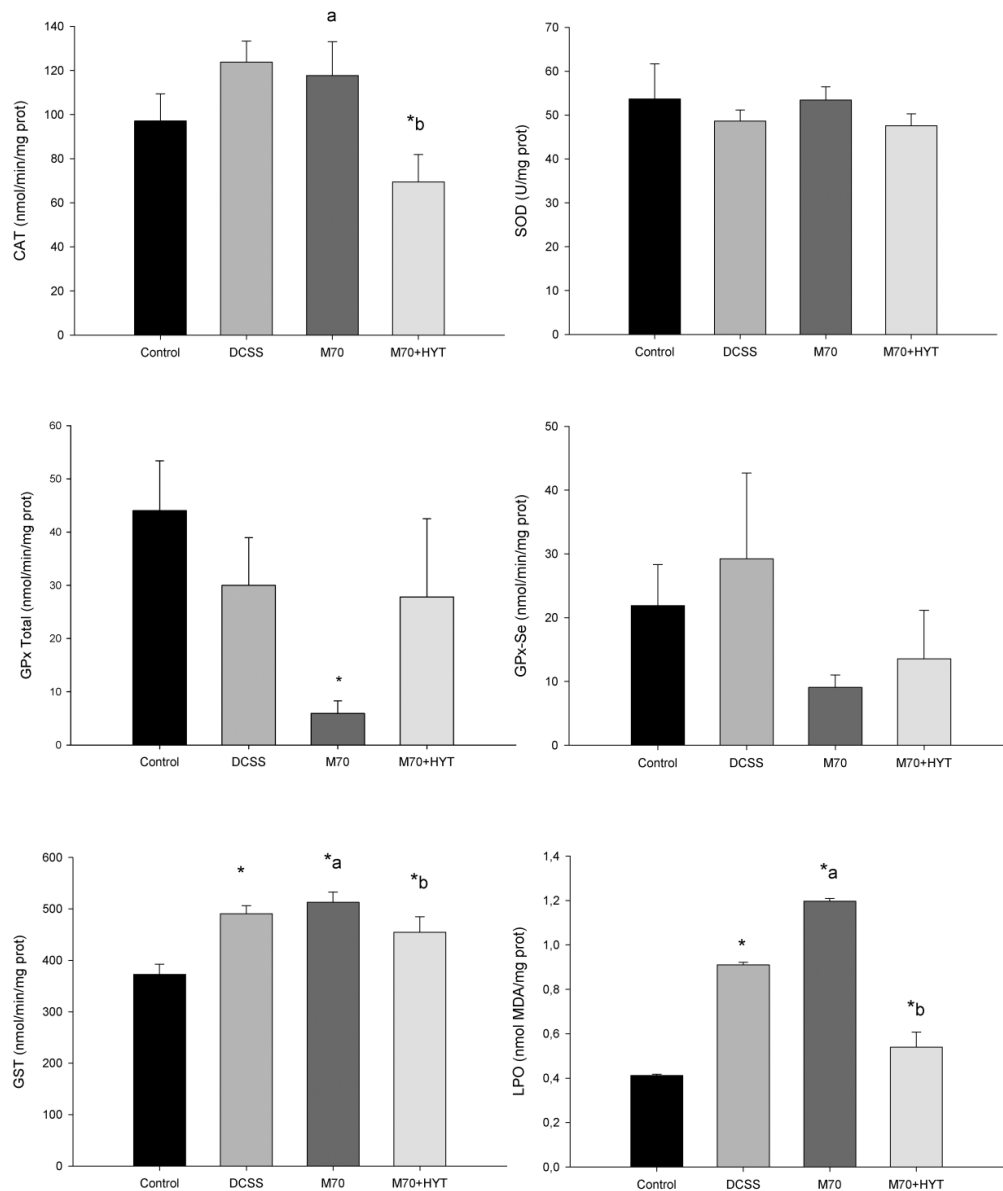 CAT (nmol/min/mg prot)
140
120
100
80
60
40
20
0
a
*b
Control DCSS M70 M70+HYT
SOD (U/mg prot)
70
60
50
40
30
20
10
0
Control DCSS M70 M70+HYT
GPx Total (nmol/min/mg prot)
60
50
40
30
20
10
0
*
Control DCSS M70 M70+HYT
GPx-Se (nmol/min/mg prot)
50
40
30
20
10
0
Control DCSS M70 M70+HYT
GST (nmol/min/mg prot)
600
500
400
300
200
100
0
*
*a
*b
Control DCSS M70 M70+HYT
LPO (nmol MDA/mg prot)
1,4
1,2
1,0
0,8
0,6
0,4
0,2
0,0
*
*a
*b
Control DCSS M70 M70+HYT